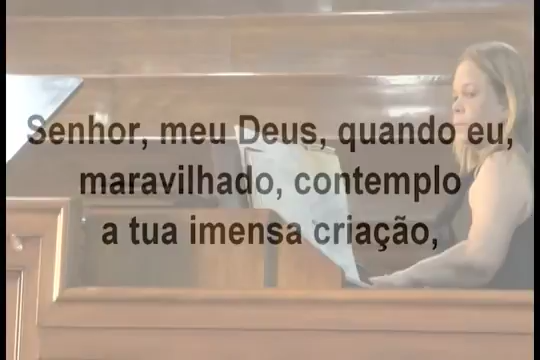 Senhor, meu Deus, quando eu,
maravilhado, contemplo
a tua imensa criação,